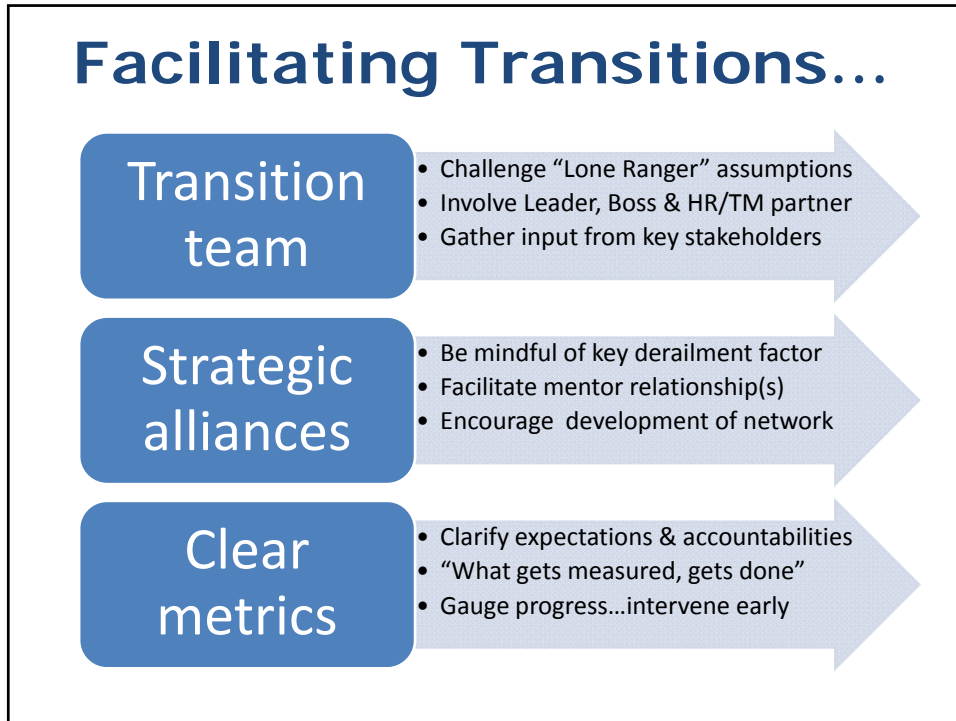 Facilitating Transitions...
Transition
team
• Challenge “Lone Ranger” assumptions
• Involve Leader, Boss & HR/TM partner
• Gather input from key stakeholders
Strategic
alliances
• Be mindful of key derailment factor
• Facilitate mentor relationship(s)
• Encourage  development of network
Clear
metrics
• Clarify expectations & accountabilities
• “What gets measured, gets done”
• Gauge progress...intervene early